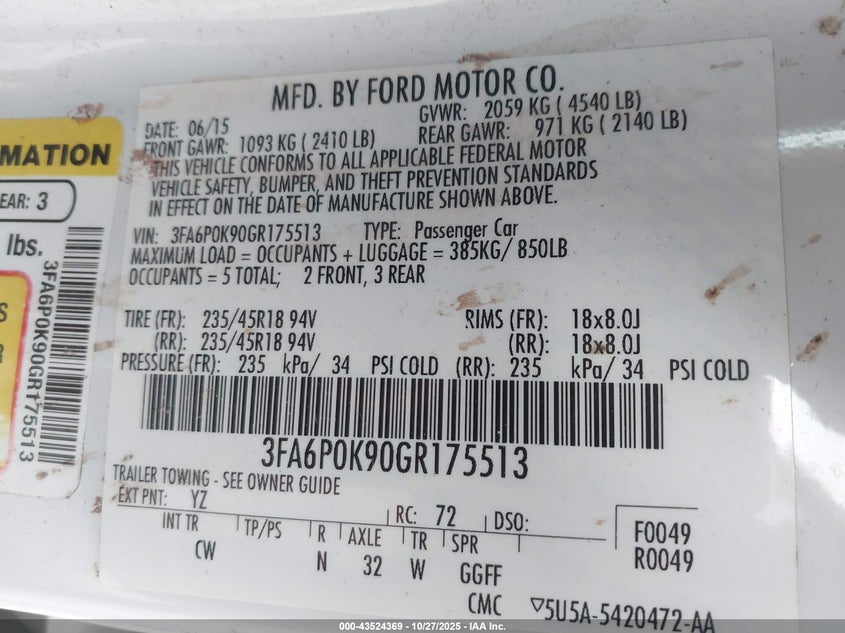 MFD. BY FORD MOTOR CO.
DATE: 06/15 GVWR: 2059 KG ( 4540 LB)
FRONT GAWR: 1093 KG ( 2410 LB) REAR GAWR: 971 KG ( 2140 LB)
THIS VEHICLE CONFORMS TO ALL APPLICABLE FEDERAL MOTOR
VEHICLE SAFETY, BUMPER, AND THEFT PREVENTION STANDARDS
IN EFFECT ON THE DATE OF MANUFACTURE SHOWN ABOVE.
VIN: 3FA6P0K90GR175513 TYPE: Passenger Car
MAXIMUM LOAD = OCCUPANTS + LUGGAGE = 385KG/ 850LB
OCCUPANTS = 5 TOTAL; 2 FRONT, 3 REAR
TIRE (FR): 235/45R18 94V RIMS (FR): 18x8.0J
(RR): 235/45R18 94V (RR): 18x8.0J
PRESSURE (FR): 235 kPa/ 34 PSI COLD (RR): 235 kPa/ 34 PSI COLD
3FA6P0K90GR175513
TRAILER TOWING - SEE OWNER GUIDE
EXT PNT: YZ RC: 72 DSO:
INT TR TP/PS R AXLE TR SPR
CW N 32 W GGFF
F0049
R0049
CMC ▽5U5A-5420472-AA
MATION
EAR: 3
lbs.
S
R
3FA6P0K90GR175513
000-43524369 - 10/27/2025 - IAA Inc.